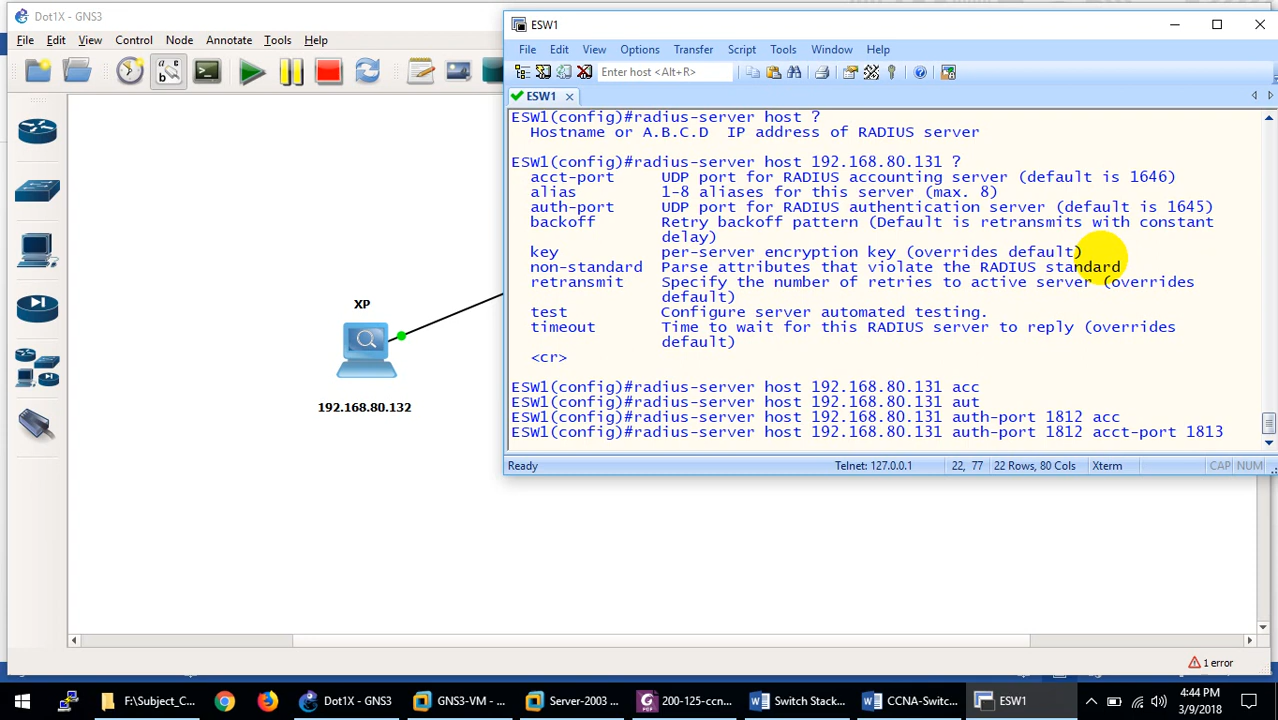 Dot1X - GNS3
File Edit View Control Node Annotate Tools Help
XP
192.168.80.132
1 error
ESW1
File Edit View Options Transfer Script Tools Window Help
Enter host <Alt+R>
ESW1
ESW1(config)#radius-server host ?
Hostname or A.B.C.D IP address of RADIUS server
ESW1(config)#radius-server host 192.168.80.131 ?
acct-port UDP port for RADIUS accounting server (default is 1646)
alias 1-8 aliases for this server (max. 8)
auth-port UDP port for RADIUS authentication server (default is 1645)
backoff Retry backoff pattern (Default is retransmits with constant
delay)
key per-server encryption key (overrides default)
non-standard Parse attributes that violate the RADIUS standard
retransmit Specify the number of retries to active server (overrides
default)
test Configure server automated testing.
timeout Time to wait for this RADIUS server to reply (overrides
default)
<cr>
ESW1(config)#radius-server host 192.168.80.131 acc
ESW1(config)#radius-server host 192.168.80.131 aut
ESW1(config)#radius-server host 192.168.80.131 auth-port 1812 acc
ESW1(config)#radius-server host 192.168.80.131 auth-port 1812 acct-port 1813
Ready Telnet: 127.0.0.1 22, 77 22 Rows, 80 Cols Xterm CAP NUM
F:\Subject_C... Dot1X - GNS3 GNS3-VM - ... Server-2003 ... 200-125-ccn... Switch Stack... CCNA-Switc... ESW1 4:44 PM
3/9/2018